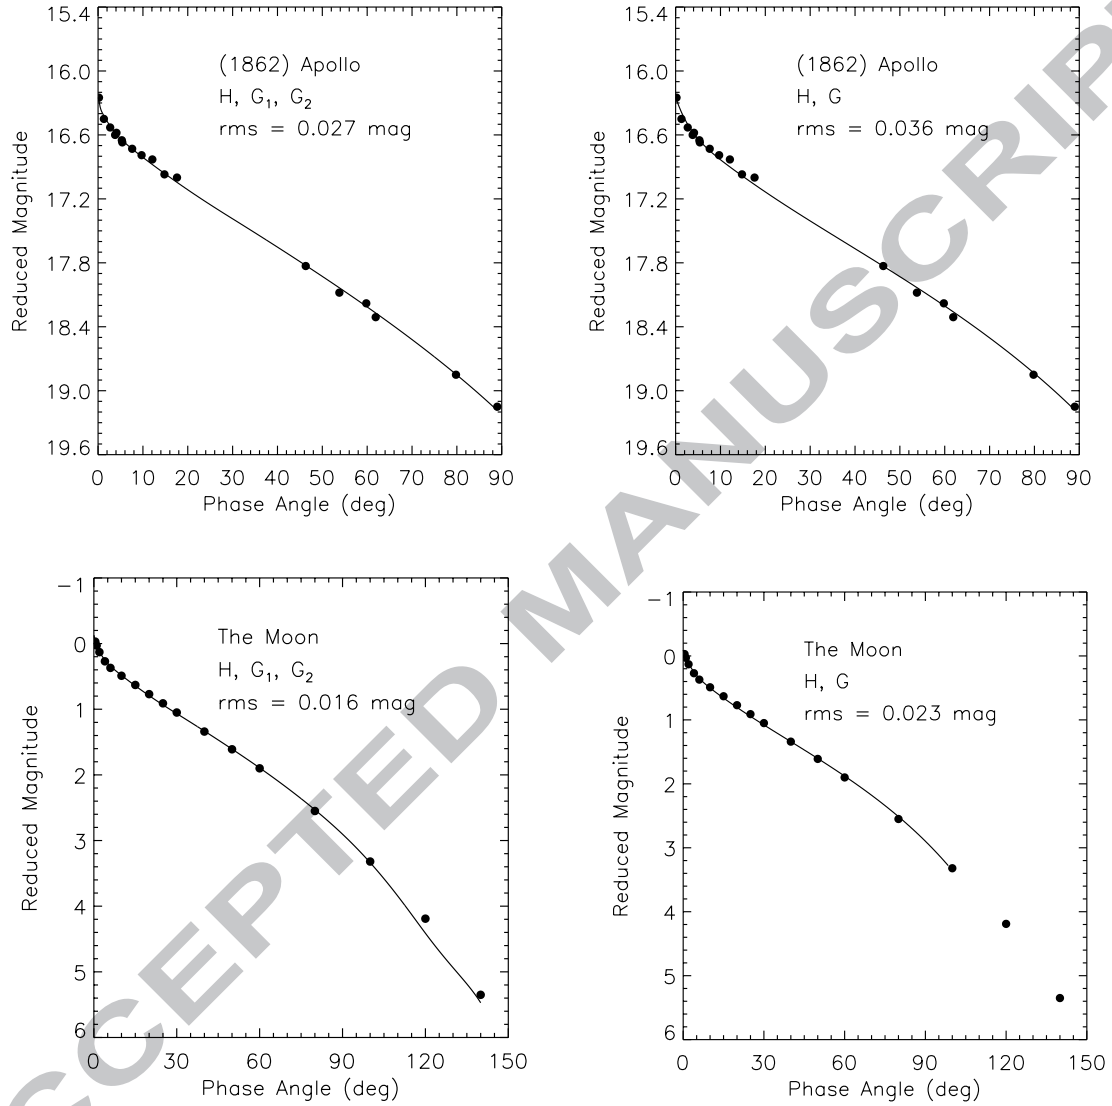 15.4
16.0
16.6
17.2
17.8
18.4
19.0
19.6
Reduced Magnitude
(1862) Apollo
H, G₁, G₂
rms = 0.027 mag
0 10 20 30 40 50 60 70 80 90
Phase Angle (deg)
15.4
16.0
16.6
17.2
17.8
18.4
19.0
19.6
Reduced Magnitude
(1862) Apollo
H, G
rms = 0.036 mag
0 10 20 30 40 50 60 70 80 90
Phase Angle (deg)
−1
0
1
2
3
4
5
6
Reduced Magnitude
The Moon
H, G₁, G₂
rms = 0.016 mag
0 30 60 90 120 150
Phase Angle (deg)
−1
0
1
2
3
4
5
6
Reduced Magnitude
The Moon
H, G
rms = 0.023 mag
0 30 60 90 120 150
Phase Angle (deg)
CCEPTED MANUSCRIP